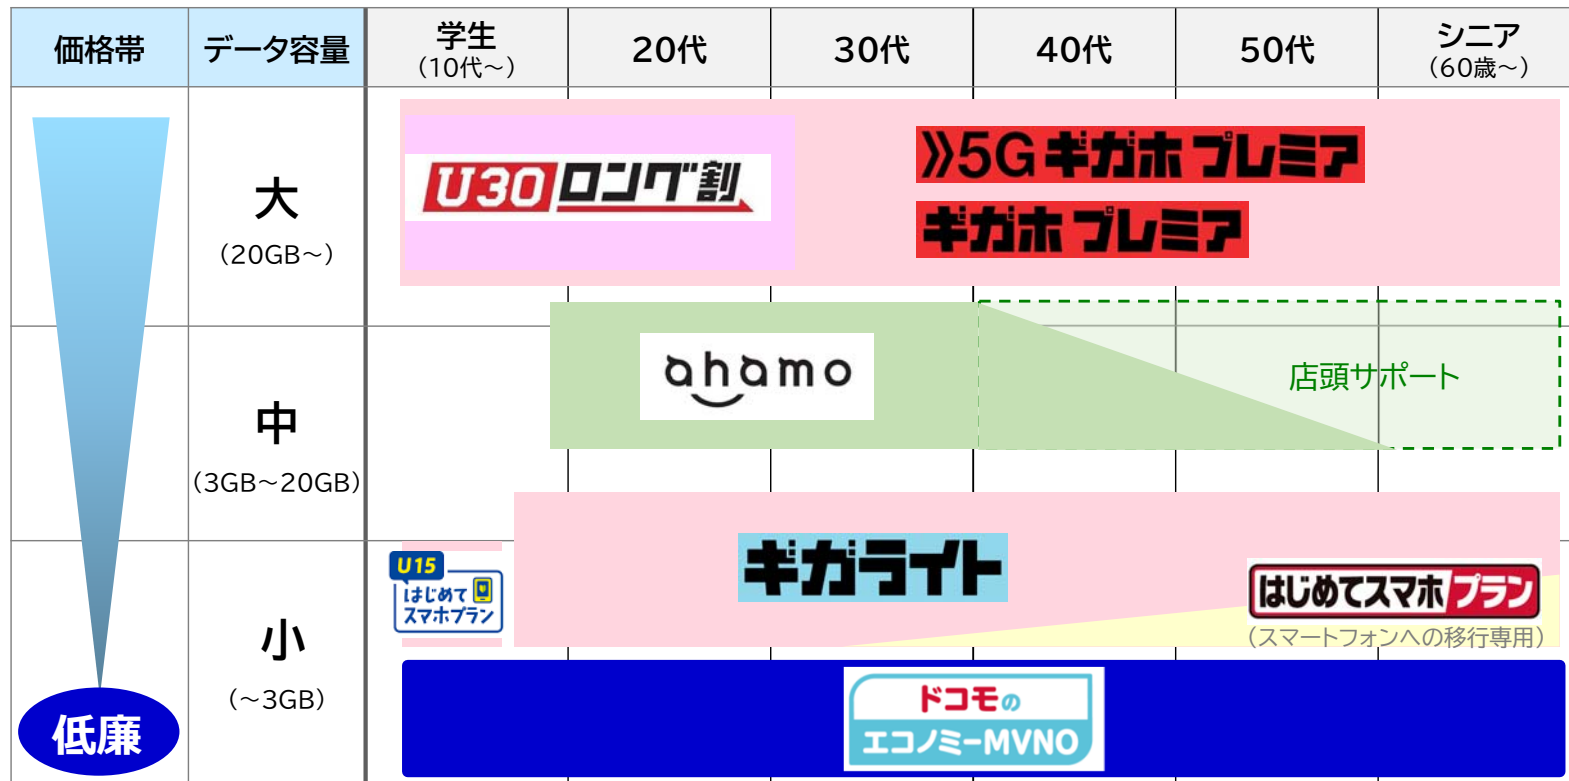 価格帯
データ容量
学生
（10代～）
20代
30代
40代
50代
シニア
（60歳～）
大
（20GB～）
U30ロング割
》5Gギガホ プレミア
ギガホ プレミア
中
（3GB～20GB）
ahamo
店頭サポート
小
（～3GB）
U15
はじめて
スマホプラン
ギガライト
はじめてスマホプラン
（スマートフォンへの移行専用）
低廉
ドコモの
エコノミーMVNO